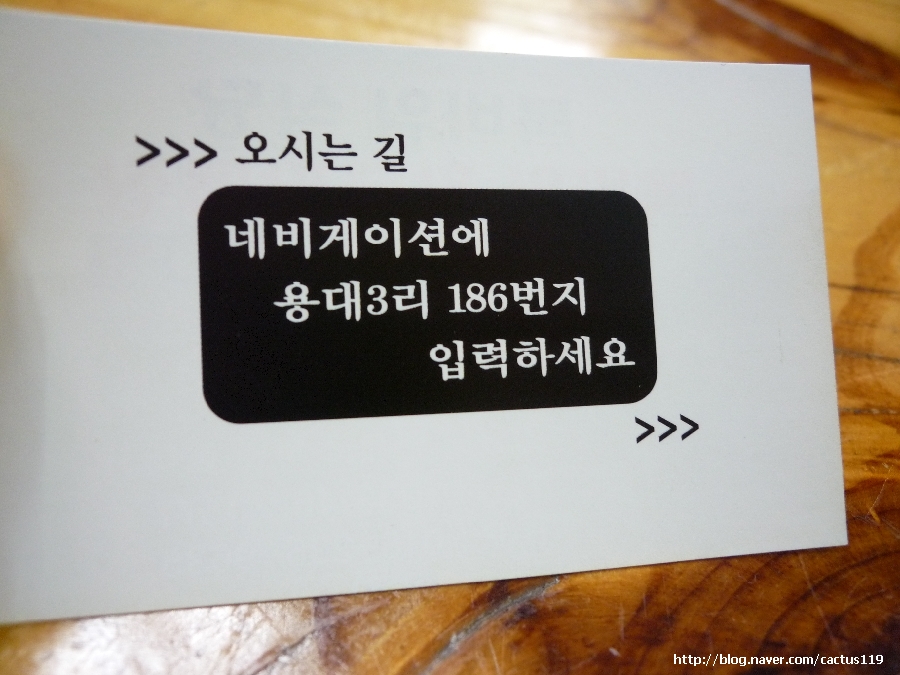 >>> 오시는 길
네비게이션에
용대3리 186번지
입력하세요
>>>
http://blog.naver.com/cactus119